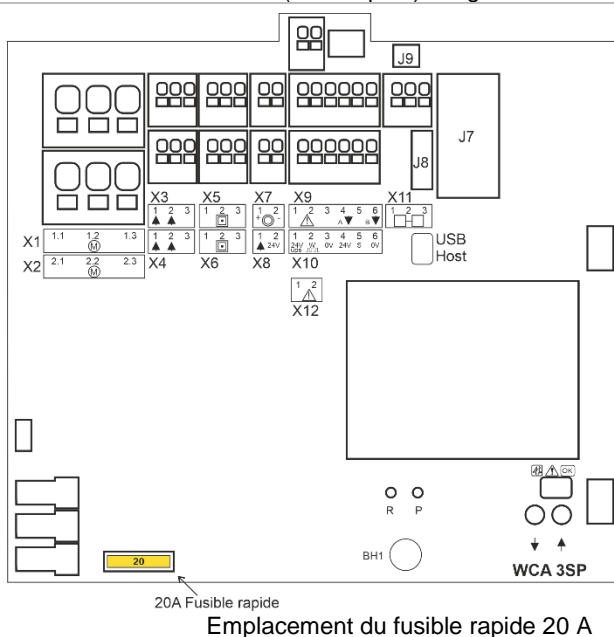 J9
J7
J8
X3 X5 X7 X9 X11
1 2 3 1 2 3 1 2 1 2 3 4 5 6 1 2 3
+ - A B
X1 1.1 1.2 1.3
M
1 2 3 1 2 3 1 2 1 2 3 4 5 6
24V 24V 0V 24V S 0V
X2 2.1 2.2 2.3
M
X4 X6 X8 X10
USB
Host
1 2
X12
OK
R P
BH1
WCA 3SP
20
20A Fusible rapide
Emplacement du fusible rapide 20 A